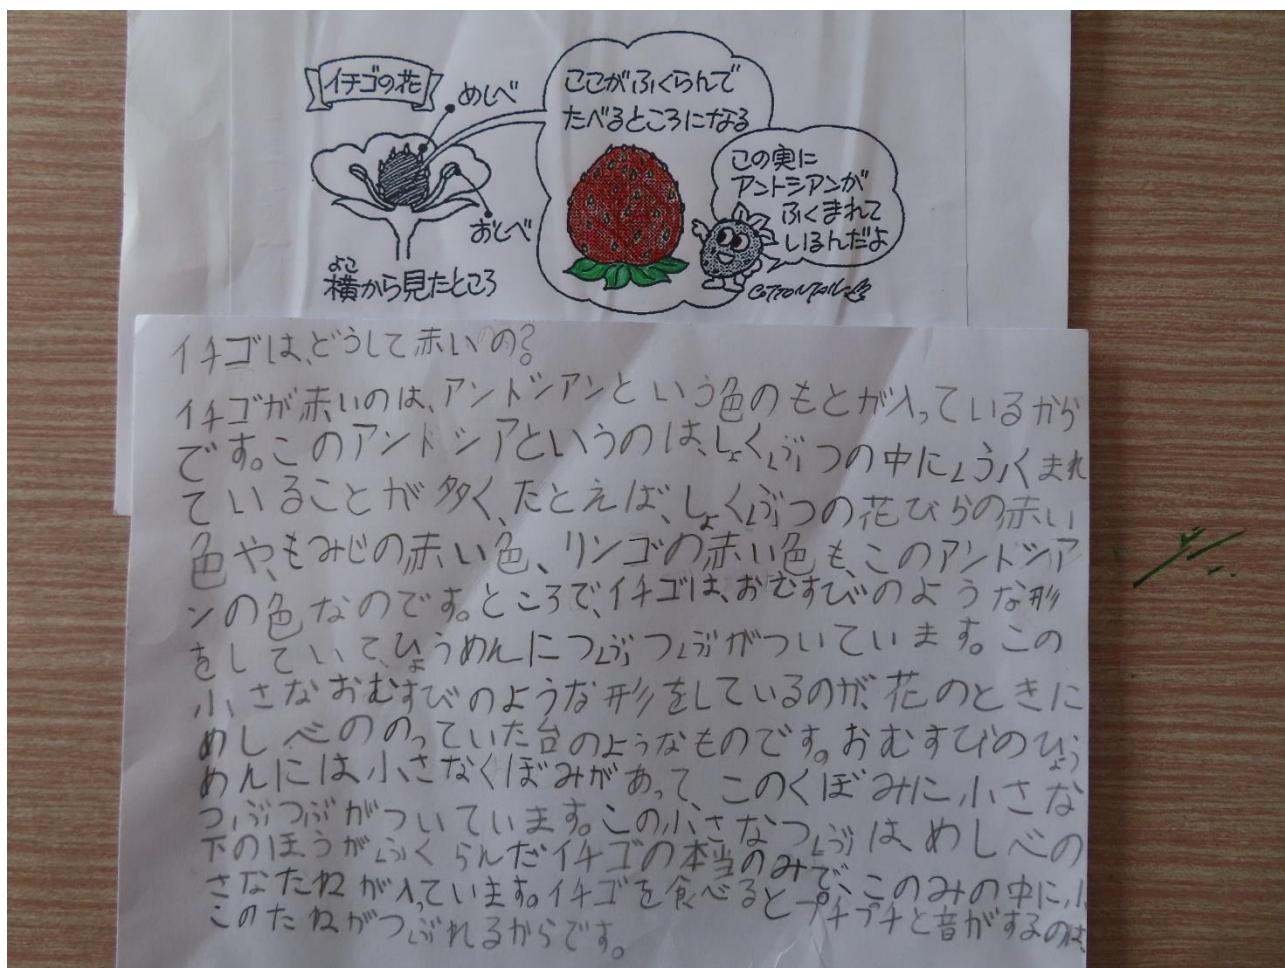 イチゴの花
めしべ
おしべ
よこ
横から見たところ
ここがふくらんで
たべるところになる
この実に
アントシアンが
ふくまれて
いるんだよ
イチゴは、どうして赤いの?
イチゴが赤いのは、アンドシアンという色のもとが入っているから
です。このアンドシアというのは、しょくぶつの中にふくまれ
ていることが多く、たとえば、しょくぶつの花びらの赤い
色や、もみじの赤い色、リンゴの赤い色も、このアンドシア
ンの色なのです。ところで、イチゴは、おむすびのような形
をしていて、ひょうめんにつぶつぶがついています。この
小さなおむすびのような形をしているのが、花のときに
めしべののっていた台のようなものです。おむすびのひょう
めんには、小さなくぼみがあって、このくぼみに、小さな
つぶつぶがついています。この小さなつぶは、めしべの
下のほうがふくらんだイチゴの本当のみで、このみの中に、小
さなたねが入っています。イチゴを食べるとプチプチと音がするのは、
このたねがつぶれるからです。